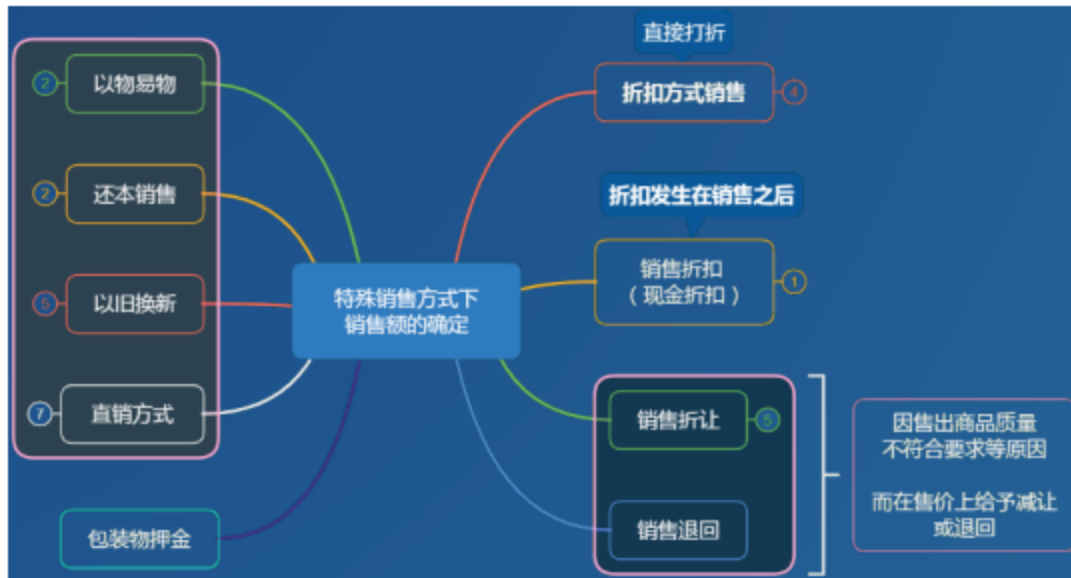 特殊销售方式下
销售额的确定
直接打折
折扣方式销售
4
折扣发生在销售之后
销售折扣
（现金折扣）
1
销售折让
5
销售退回
因售出商品质量
不符合要求等原因
而在售价上给予减让
或退回
2
以物易物
2
还本销售
5
以旧换新
7
直销方式
包装物押金